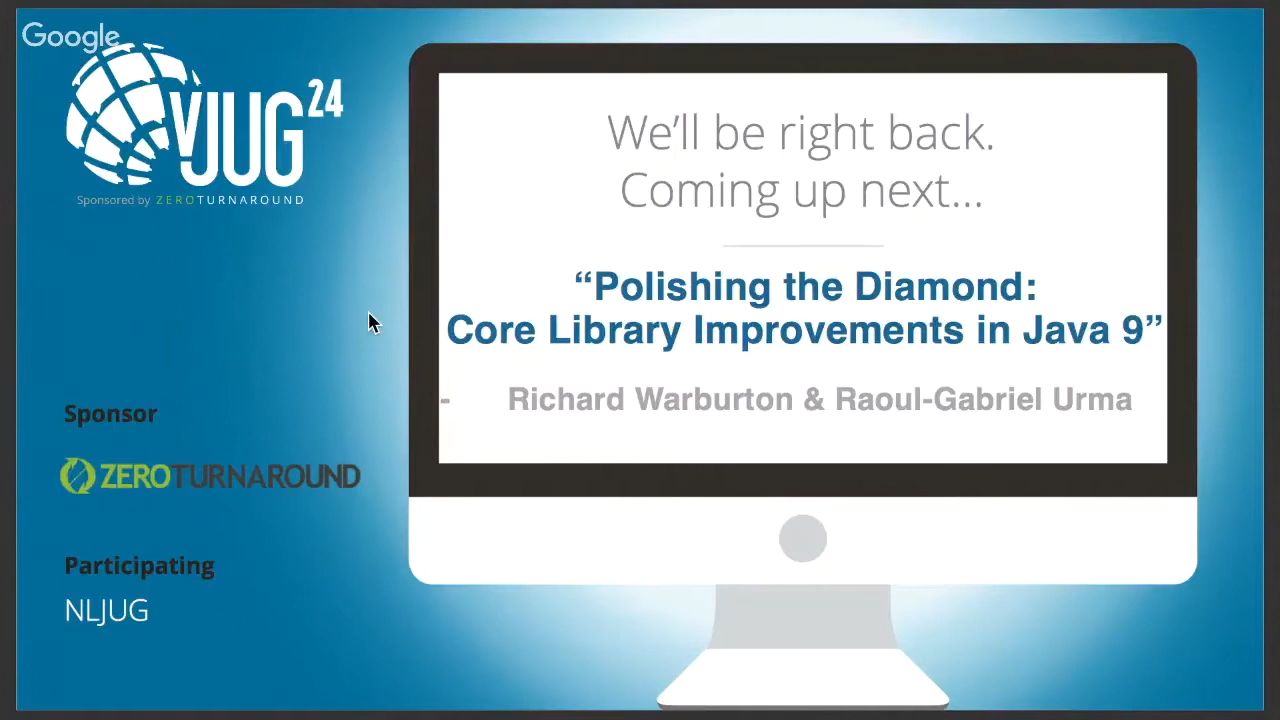 Google
vJUG24
Sponsored by ZEROTURNAROUND
We'll be right back.
Coming up next...
“Polishing the Diamond:
Core Library Improvements in Java 9”
- Richard Warburton & Raoul-Gabriel Urma
Sponsor
ZEROTURNAROUND
Participating
NLJUG